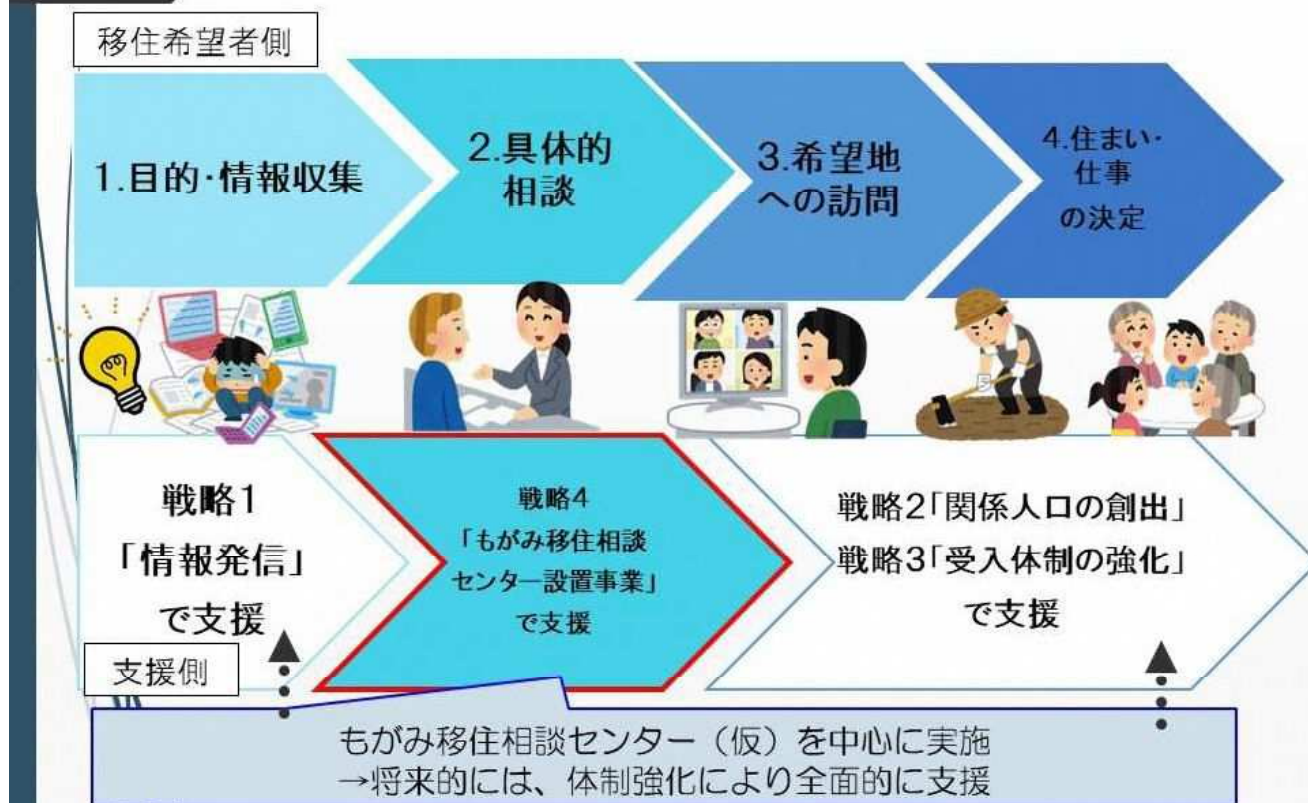 移住希望者側
1.目的・情報収集
2.具体的
相談
3.希望地
への訪問
4.住まい・
仕事
の決定
戦略1
「情報発信」
で支援
戦略4
「もがみ移住相談
センター設置事業」
で支援
戦略2「関係人口の創出」
戦略3「受入体制の強化」
で支援
支援側
もがみ移住相談センター（仮）を中心に実施
→将来的には、体制強化により全面的に支援